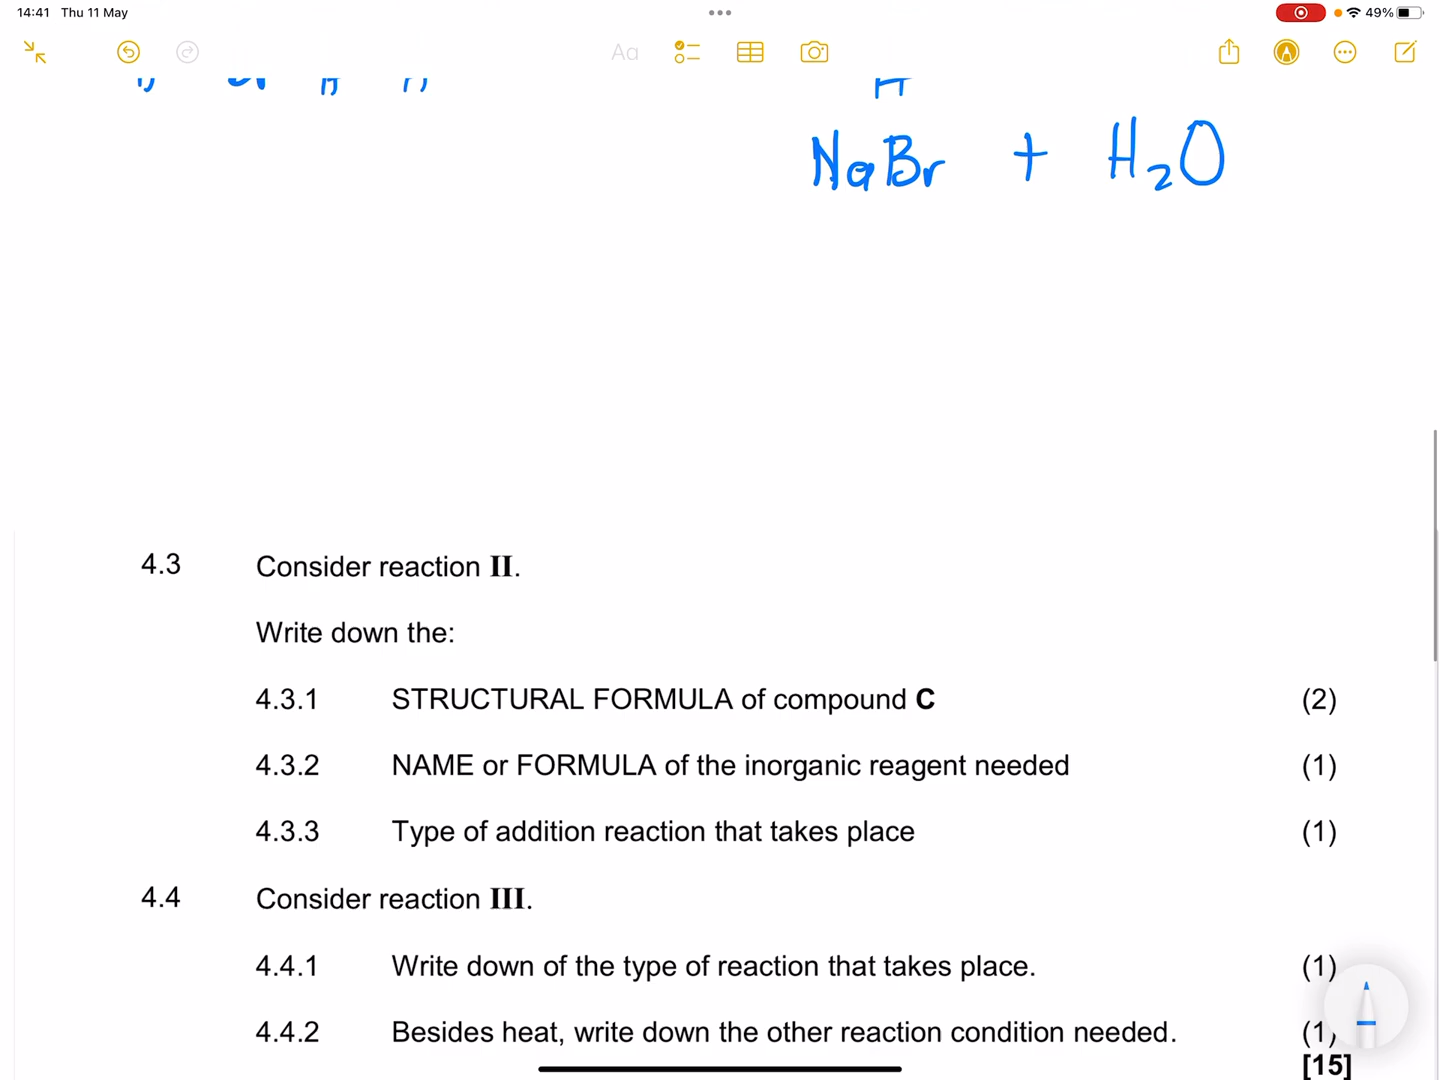 14:41 Thu 11 May
49%
Aa
NaBr + H₂O
4.3 Consider reaction II.
Write down the:
4.3.1 STRUCTURAL FORMULA of compound C (2)
4.3.2 NAME or FORMULA of the inorganic reagent needed (1)
4.3.3 Type of addition reaction that takes place (1)
4.4 Consider reaction III.
4.4.1 Write down of the type of reaction that takes place. (1)
4.4.2 Besides heat, write down the other reaction condition needed. (1)
[15]